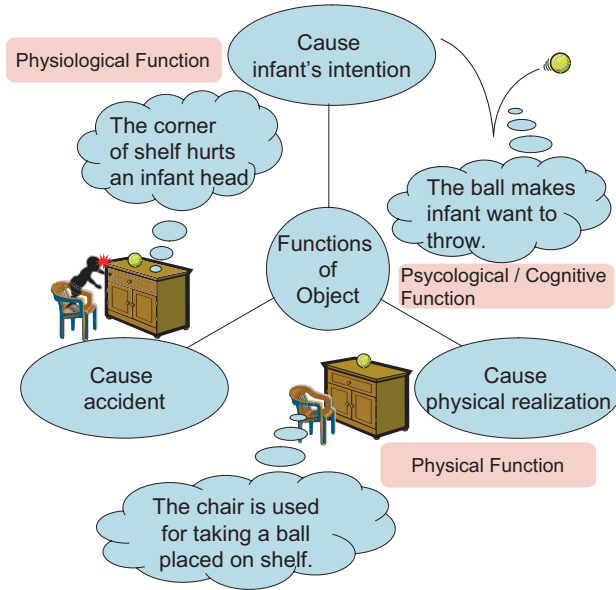 Cause
infant's intention
Physiological Function
The corner
of shelf hurts
an infant head
The ball makes
infant want to
throw.
Functions
of
Object
Psycological / Cognitive
Function
Cause
accident
Cause
physical realization
Physical Function
The chair is used
for taking a ball
placed on shelf.